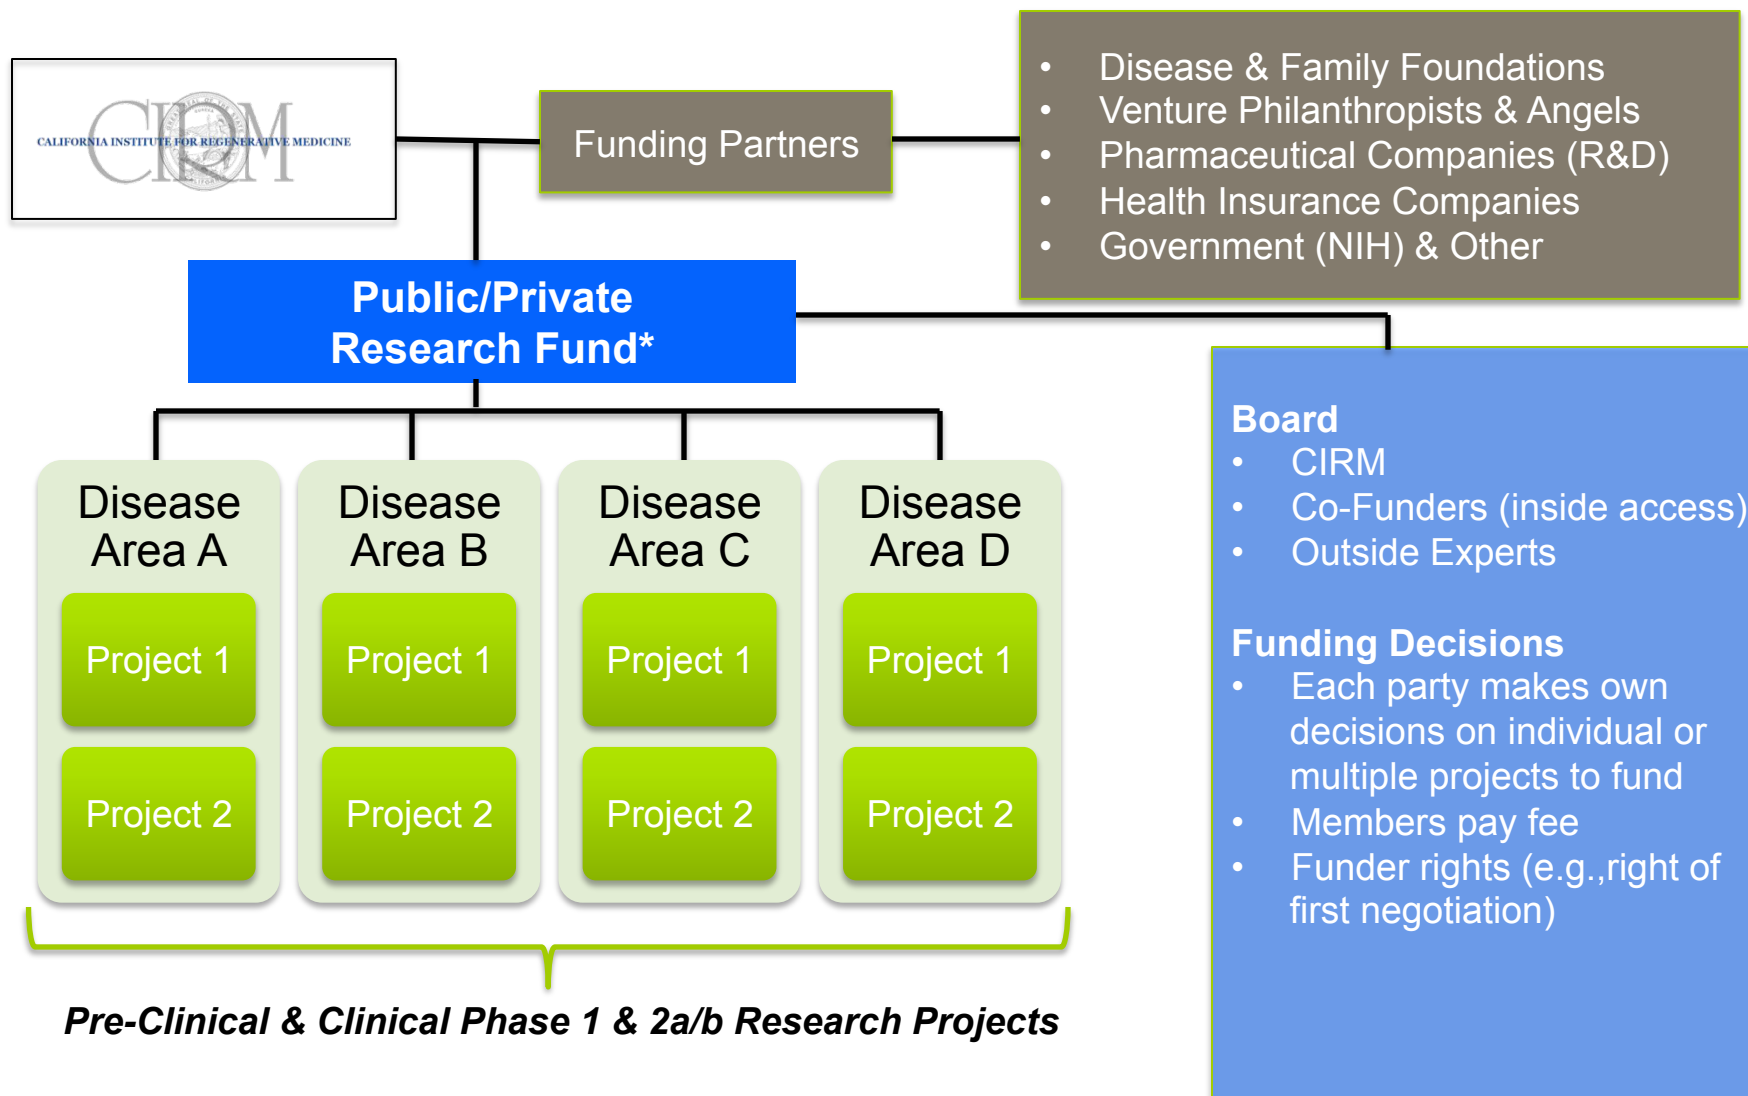 CIRM
CALIFORNIA INSTITUTE FOR REGENERATIVE MEDICINE
Funding Partners
• Disease & Family Foundations
• Venture Philanthropists & Angels
• Pharmaceutical Companies (R&D)
• Health Insurance Companies
• Government (NIH) & Other
Public/Private
Research Fund*
Disease
Area A
Project 1
Project 2
Disease
Area B
Project 1
Project 2
Disease
Area C
Project 1
Project 2
Disease
Area D
Project 1
Project 2
Pre-Clinical & Clinical Phase 1 & 2a/b Research Projects
Board
• CIRM
• Co-Funders (inside access)
• Outside Experts
Funding Decisions
• Each party makes own
decisions on individual or
multiple projects to fund
• Members pay fee
• Funder rights (e.g.,right of
first negotiation)